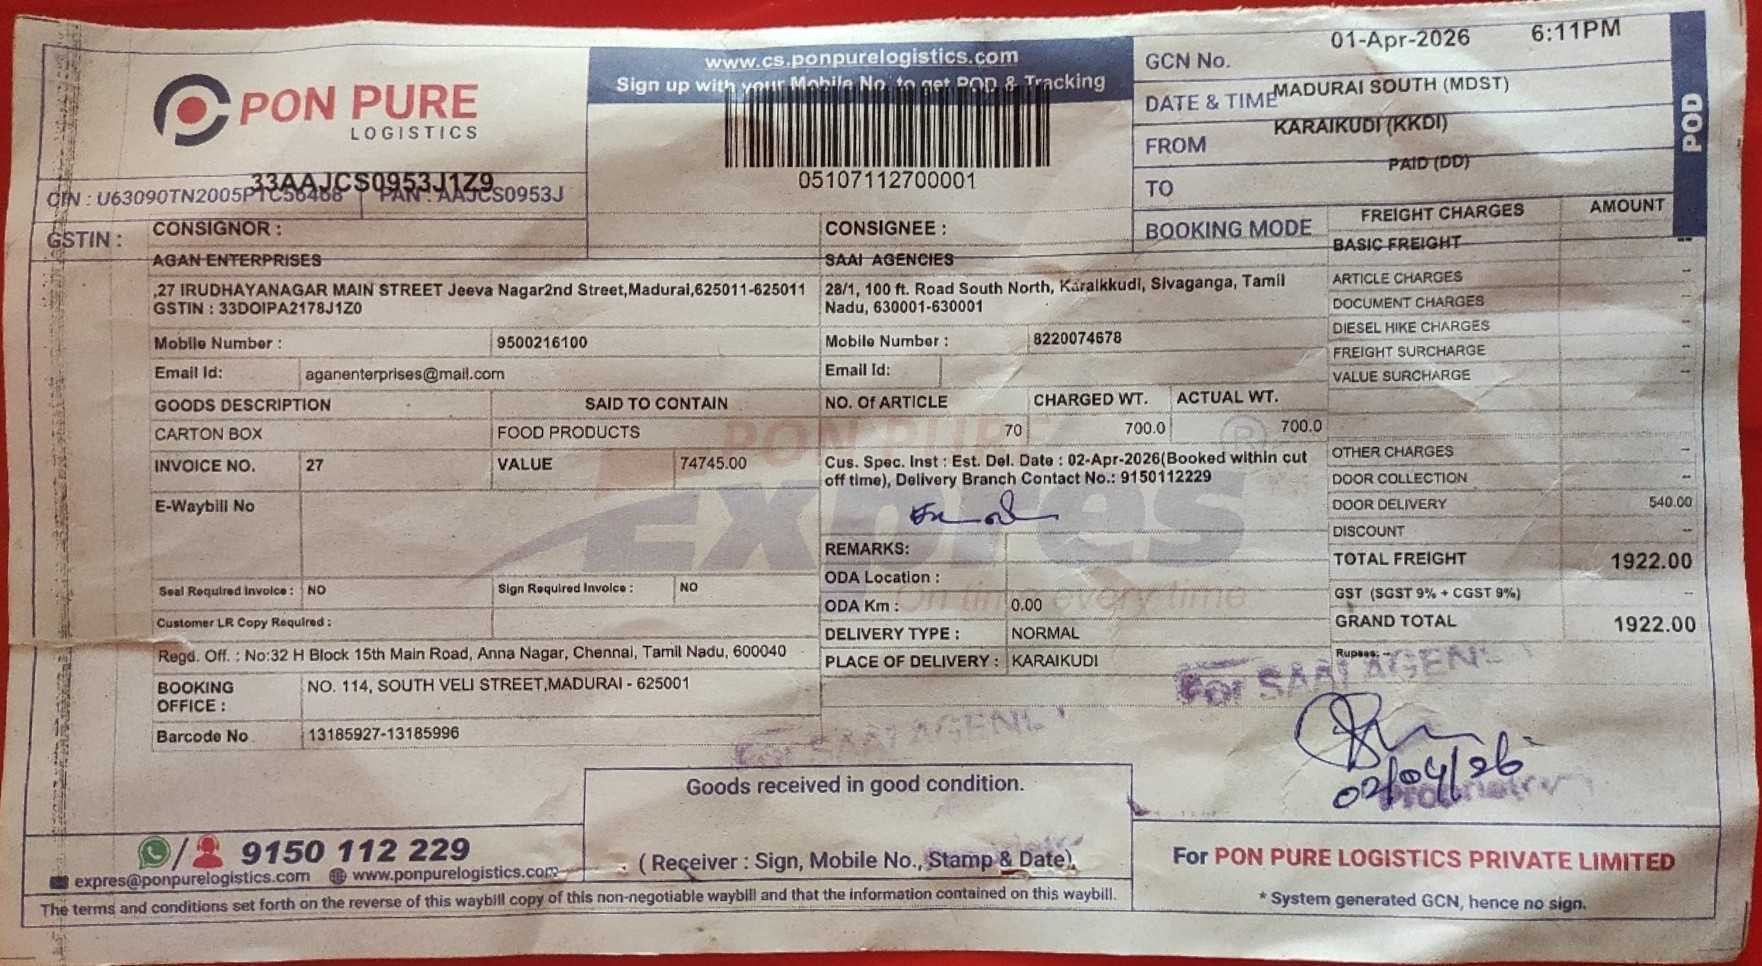 PON PURE
LOGISTICS
33AAJCS0953J1Z9
CIN : U63090TN2005PTC56468 PAN : AAJCS0953J
GSTIN :
www.cs.ponpurelogistics.com
Sign up with your Mobile No. to get POD & Tracking
05107112700001
GCN No.
01-Apr-2026 6:11PM
DATE & TIME
MADURAI SOUTH (MDST)
FROM
KARAIKUDI (KKDI)
TO
PAID (DD)
BOOKING MODE
POD
CONSIGNOR :
AGAN ENTERPRISES
,27 IRUDHAYANAGAR MAIN STREET Jeeva Nagar2nd Street,Madurai,625011-625011
GSTIN : 33DOIPA2178J1Z0
Mobile Number : 9500216100
Email Id: aganenterprises@mail.com
CONSIGNEE :
SAAI AGENCIES
28/1, 100 ft. Road South North, Karaikkudi, Sivaganga, Tamil
Nadu, 630001-630001
Mobile Number : 8220074678
Email Id:
GOODS DESCRIPTION SAID TO CONTAIN NO. Of ARTICLE CHARGED WT. ACTUAL WT.
CARTON BOX FOOD PRODUCTS 70 700.0 700.0
INVOICE NO. 27 VALUE 74745.00
E-Waybill No
Seal Required Invoice : NO Sign Required Invoice : NO
Customer LR Copy Required :
Regd. Off. : No:32 H Block 15th Main Road, Anna Nagar, Chennai, Tamil Nadu, 600040
BOOKING
OFFICE :
NO. 114, SOUTH VELI STREET,MADURAI - 625001
Barcode No 13185927-13185996
Cus. Spec. Inst : Est. Del. Date : 02-Apr-2026(Booked within cut
off time), Delivery Branch Contact No.: 9150112229
REMARKS:
ODA Location :
ODA Km : 0.00
DELIVERY TYPE : NORMAL
PLACE OF DELIVERY : KARAIKUDI
PON PURE
Expres
On time every time
FREIGHT CHARGES AMOUNT
BASIC FREIGHT --
ARTICLE CHARGES --
DOCUMENT CHARGES --
DIESEL HIKE CHARGES --
FREIGHT SURCHARGE --
VALUE SURCHARGE --
OTHER CHARGES --
DOOR COLLECTION --
DOOR DELIVERY 540.00
DISCOUNT --
TOTAL FREIGHT 1922.00
GST (SGST 9% + CGST 9%) --
GRAND TOTAL 1922.00
Rupees: --
For SAAI AGEN
For SAAI AGEN
02/04/26
Proprietry
Goods received in good condition.
( Receiver : Sign, Mobile No., Stamp & Date).
9150 112 229
expres@ponpurelogistics.com www.ponpurelogistics.com
The terms and conditions set forth on the reverse of this waybill copy of this non-negotiable waybill and that the information contained on this waybill.
For PON PURE LOGISTICS PRIVATE LIMITED
* System generated GCN, hence no sign.